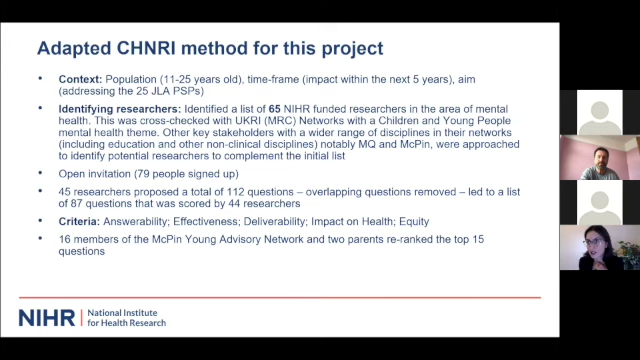 Adapted CHNRI method for this project
• Context: Population (11-25 years old), time-frame (impact within the next 5 years), aim
(addressing the 25 JLA PSPs)
• Identifying researchers: Identified a list of 65 NIHR funded researchers in the area of mental
health. This was cross-checked with UKRI (MRC) Networks with a Children and Young People
mental health theme. Other key stakeholders with a wider range of disciplines in their networks
(including education and other non-clinical disciplines) notably MQ and McPin, were approached
to identify potential researchers to complement the initial list
• Open invitation (79 people signed up)
• 45 researchers proposed a total of 112 questions – overlapping questions removed – led to a list
of 87 questions that was scored by 44 researchers
• Criteria: Answerability; Effectiveness; Deliverability; Impact on Health; Equity
• 16 members of the McPin Young Advisory Network and two parents re-ranked the top 15
questions
NIHR | National Institute
for Health Research